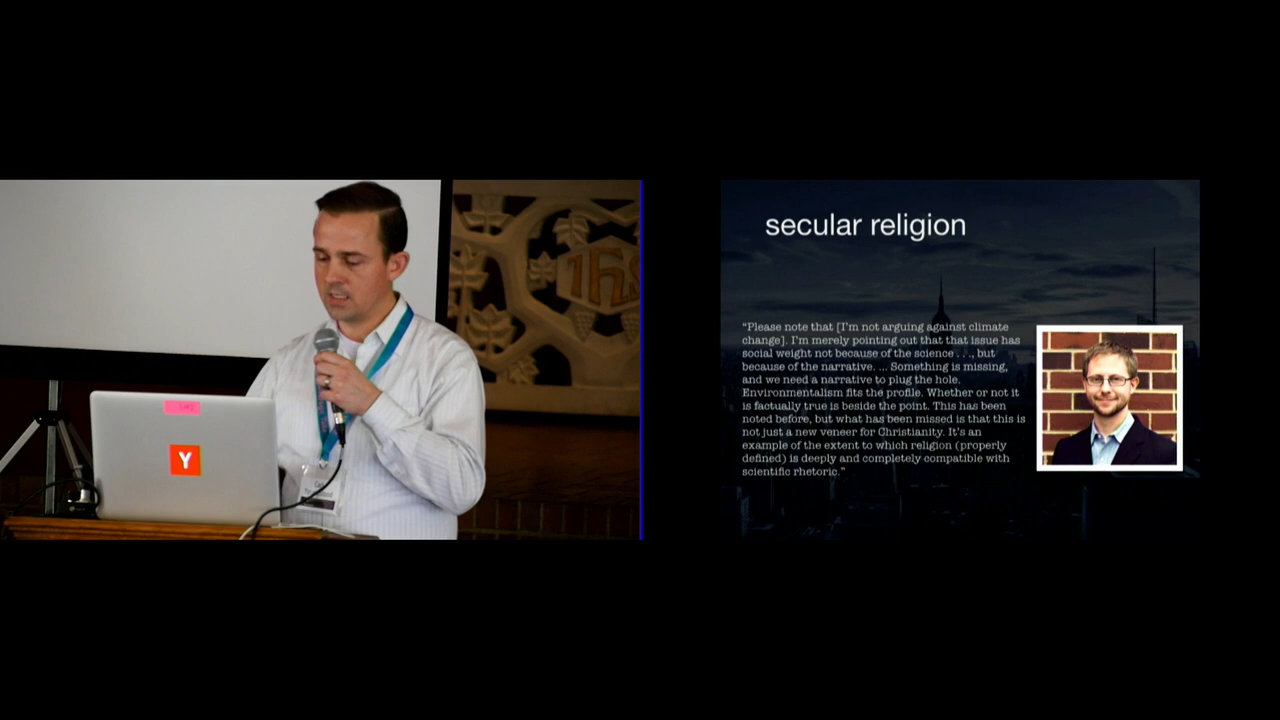 secular religion
“Please note that [I’m not arguing against climate
change]. I’m merely pointing out that that issue has
social weight not because of the science . . ., but
because of the narrative. ... Something is missing,
and we need a narrative to plug the hole.
Environmentalism fits the profile. Whether or not it
is factually true is beside the point. This has been
noted before, but what has been missed is that this is
not just a new veneer for Christianity. It’s an
example of the extent to which religion (properly
defined) is deeply and completely compatible with
scientific rhetoric.”
IHS
Y